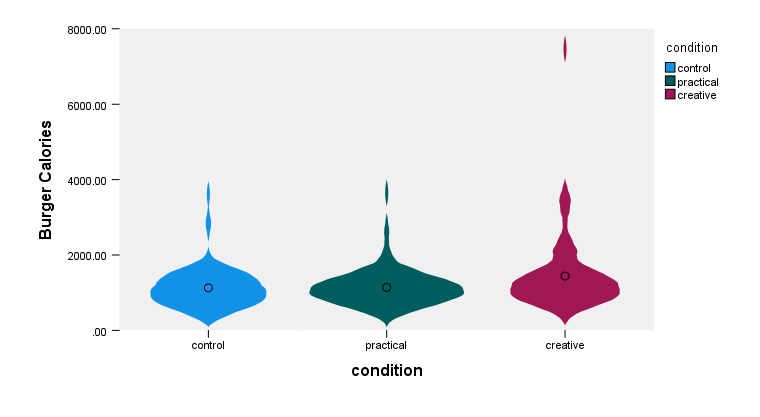 8000.00
6000.00
4000.00
2000.00
.00
Burger Calories
control
practical
creative
condition
condition
control
practical
creative